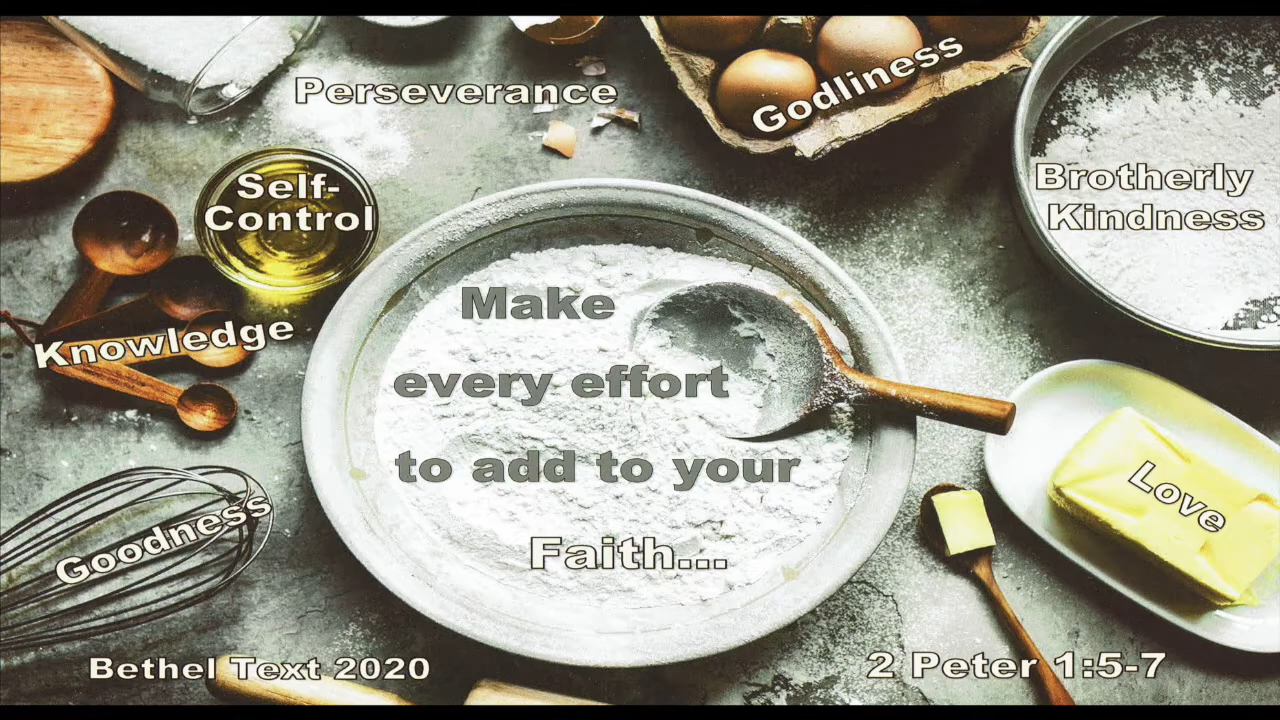 Perseverance
Godliness
Self-
Control
Brotherly
Kindness
Knowledge
Make
every effort
to add to your
Faith...
Goodness
Love
Bethel Text 2020
2 Peter 1:5-7